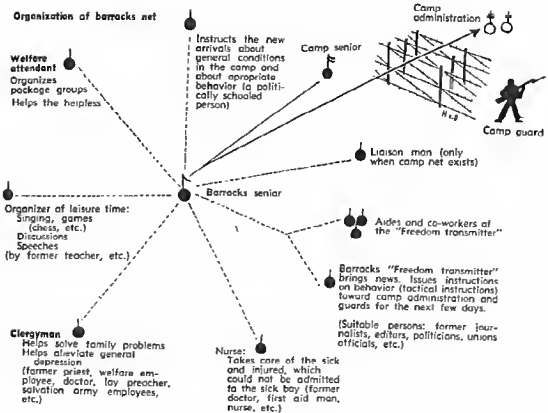 Organization of barracks net
Camp
administration
Instructs the new
arrivals about
general conditions
in the camp and
about apropriate
behavior (a politi-
cally schooled
person)
Camp senior
Welfare
attendant
Organizes
package groups
Helps the helpless
Camp guard
Liaison man (only
when camp net exists)
Barracks senior
Organizer of leisure time:
Singing, games
(chess, etc.)
Discussions
Speeches
(by former teacher, etc.)
Aides and co-workers of
the "Freedom transmitter"
Barracks "Freedom transmitter"
brings news. Issues instructions
on behavior (tactical instructions)
toward camp administration and
guards for the next few days.
(Suitable persons: former jour-
nalists, editors, politicians, unions
officials, etc.)
Clergyman
Helps solve family problems
Helps alleviate general
depression
(former priest, welfare em-
ployee, doctor, lay preacher,
salvation army employees,
etc.)
Nurse:
Takes care of the sick
and injured, which
could not be admitted
to the sick bay (former
doctor, first aid man,
nurse, etc.)